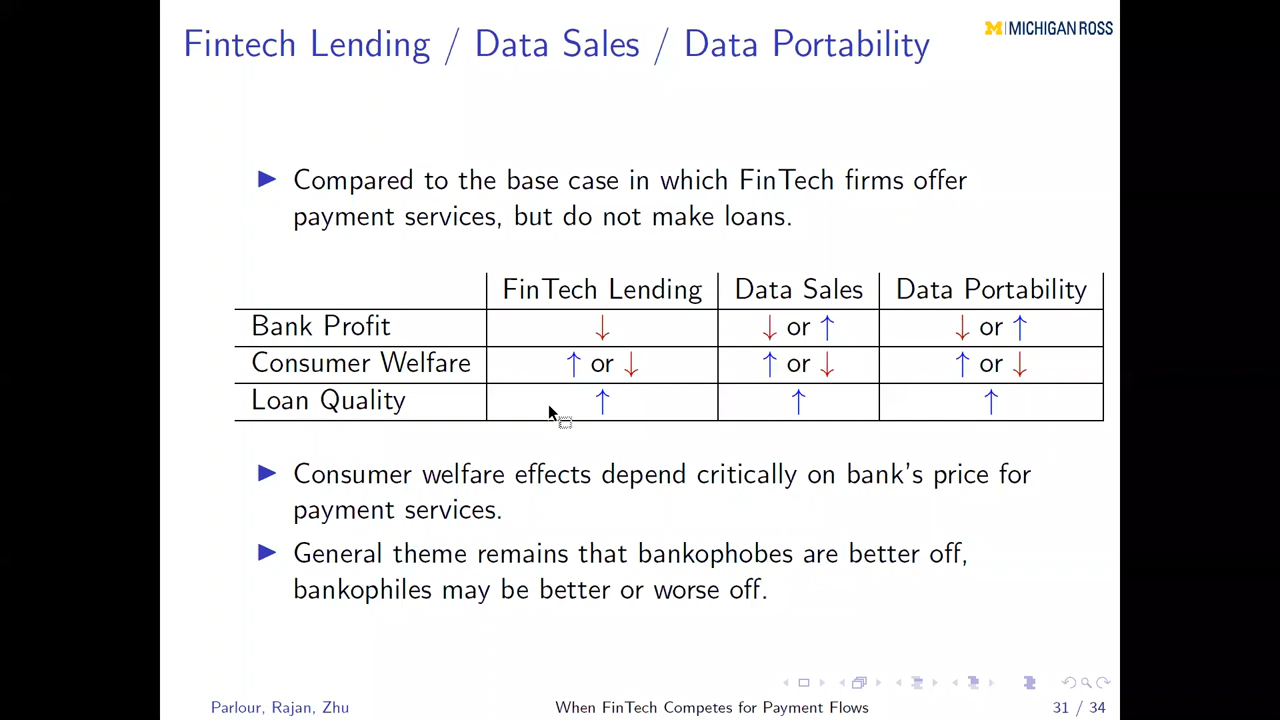 Fintech Lending / Data Sales / Data Portability
M | MICHIGAN ROSS
▶ Compared to the base case in which FinTech firms offer
payment services, but do not make loans.
FinTech Lending | Data Sales | Data Portability
Bank Profit | ↓ | ↓ or ↑ | ↓ or ↑
Consumer Welfare | ↑ or ↓ | ↑ or ↓ | ↑ or ↓
Loan Quality | ↑ | ↑ | ↑
▶ Consumer welfare effects depend critically on bank's price for
payment services.
▶ General theme remains that bankophobes are better off,
bankophiles may be better or worse off.
Parlour, Rajan, Zhu
When FinTech Competes for Payment Flows
31 / 34